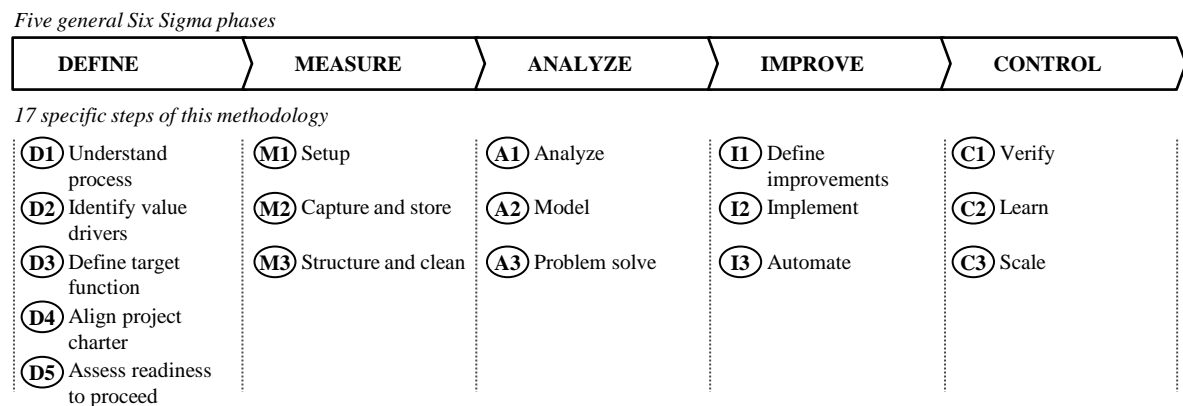 Five general Six Sigma phases
DEFINE
MEASURE
ANALYZE
IMPROVE
CONTROL
17 specific steps of this methodology
D1 Understand
process
D2 Identify value
drivers
D3 Define target
function
D4 Align project
charter
D5 Assess readiness
to proceed
M1 Setup
M2 Capture and store
M3 Structure and clean
A1 Analyze
A2 Model
A3 Problem solve
I1 Define
improvements
I2 Implement
I3 Automate
C1 Verify
C2 Learn
C3 Scale